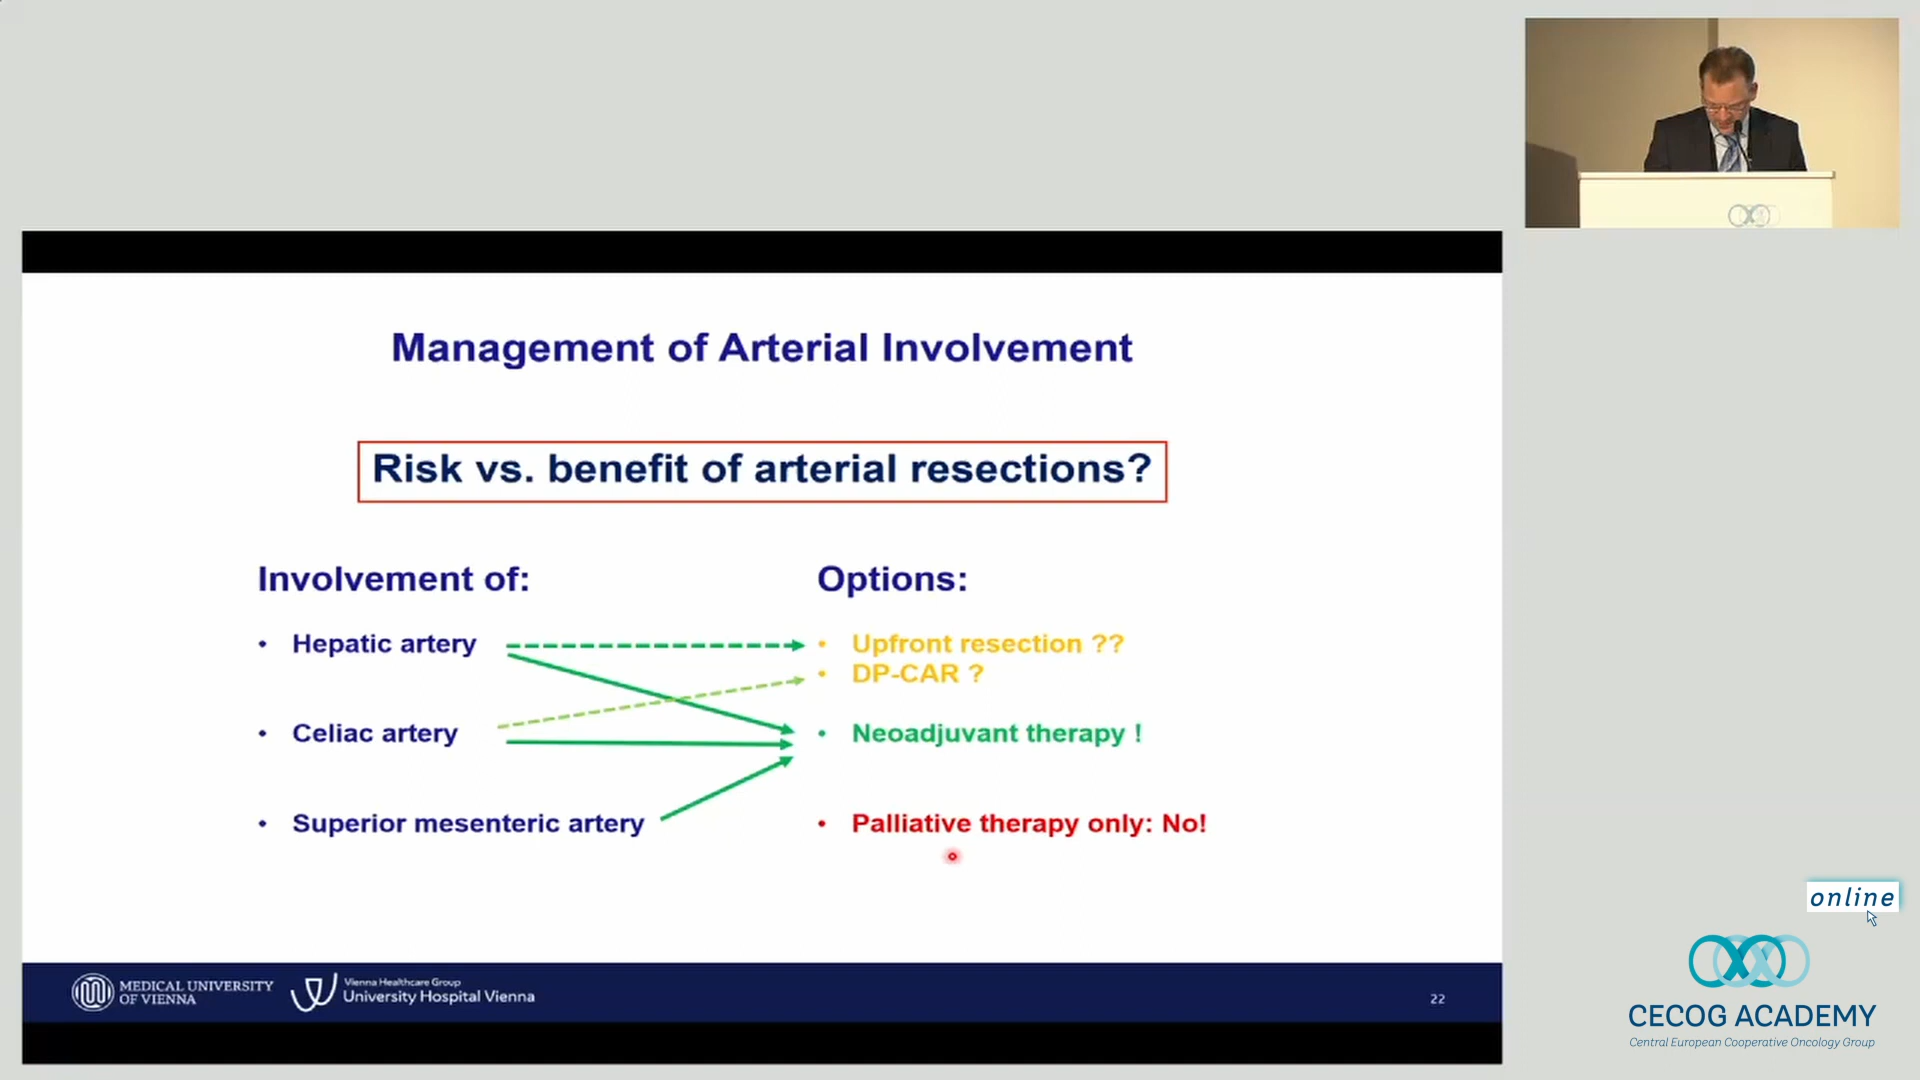 Management of Arterial Involvement
Risk vs. benefit of arterial resections?
Involvement of:
• Hepatic artery
• Celiac artery
• Superior mesenteric artery
Options:
• Upfront resection ??
• DP-CAR ?
• Neoadjuvant therapy !
• Palliative therapy only: No!
MEDICAL UNIVERSITY
OF VIENNA
Vienna Healthcare Group
University Hospital Vienna
22
online
CECOG ACADEMY
Central European Cooperative Oncology Group